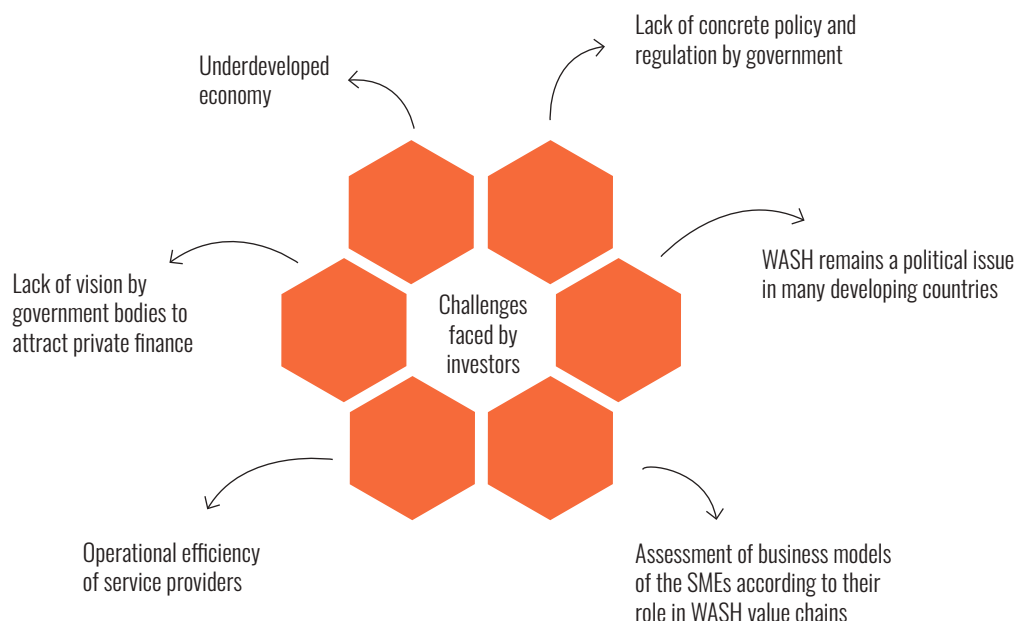 Lack of concrete policy and
regulation by government
Underdeveloped
economy
WASH remains a political issue
in many developing countries
Lack of vision by
government bodies to
attract private finance
Challenges
faced by
investors
Operational efficiency
of service providers
Assessment of business models
of the SMEs according to their
role in WASH value chains